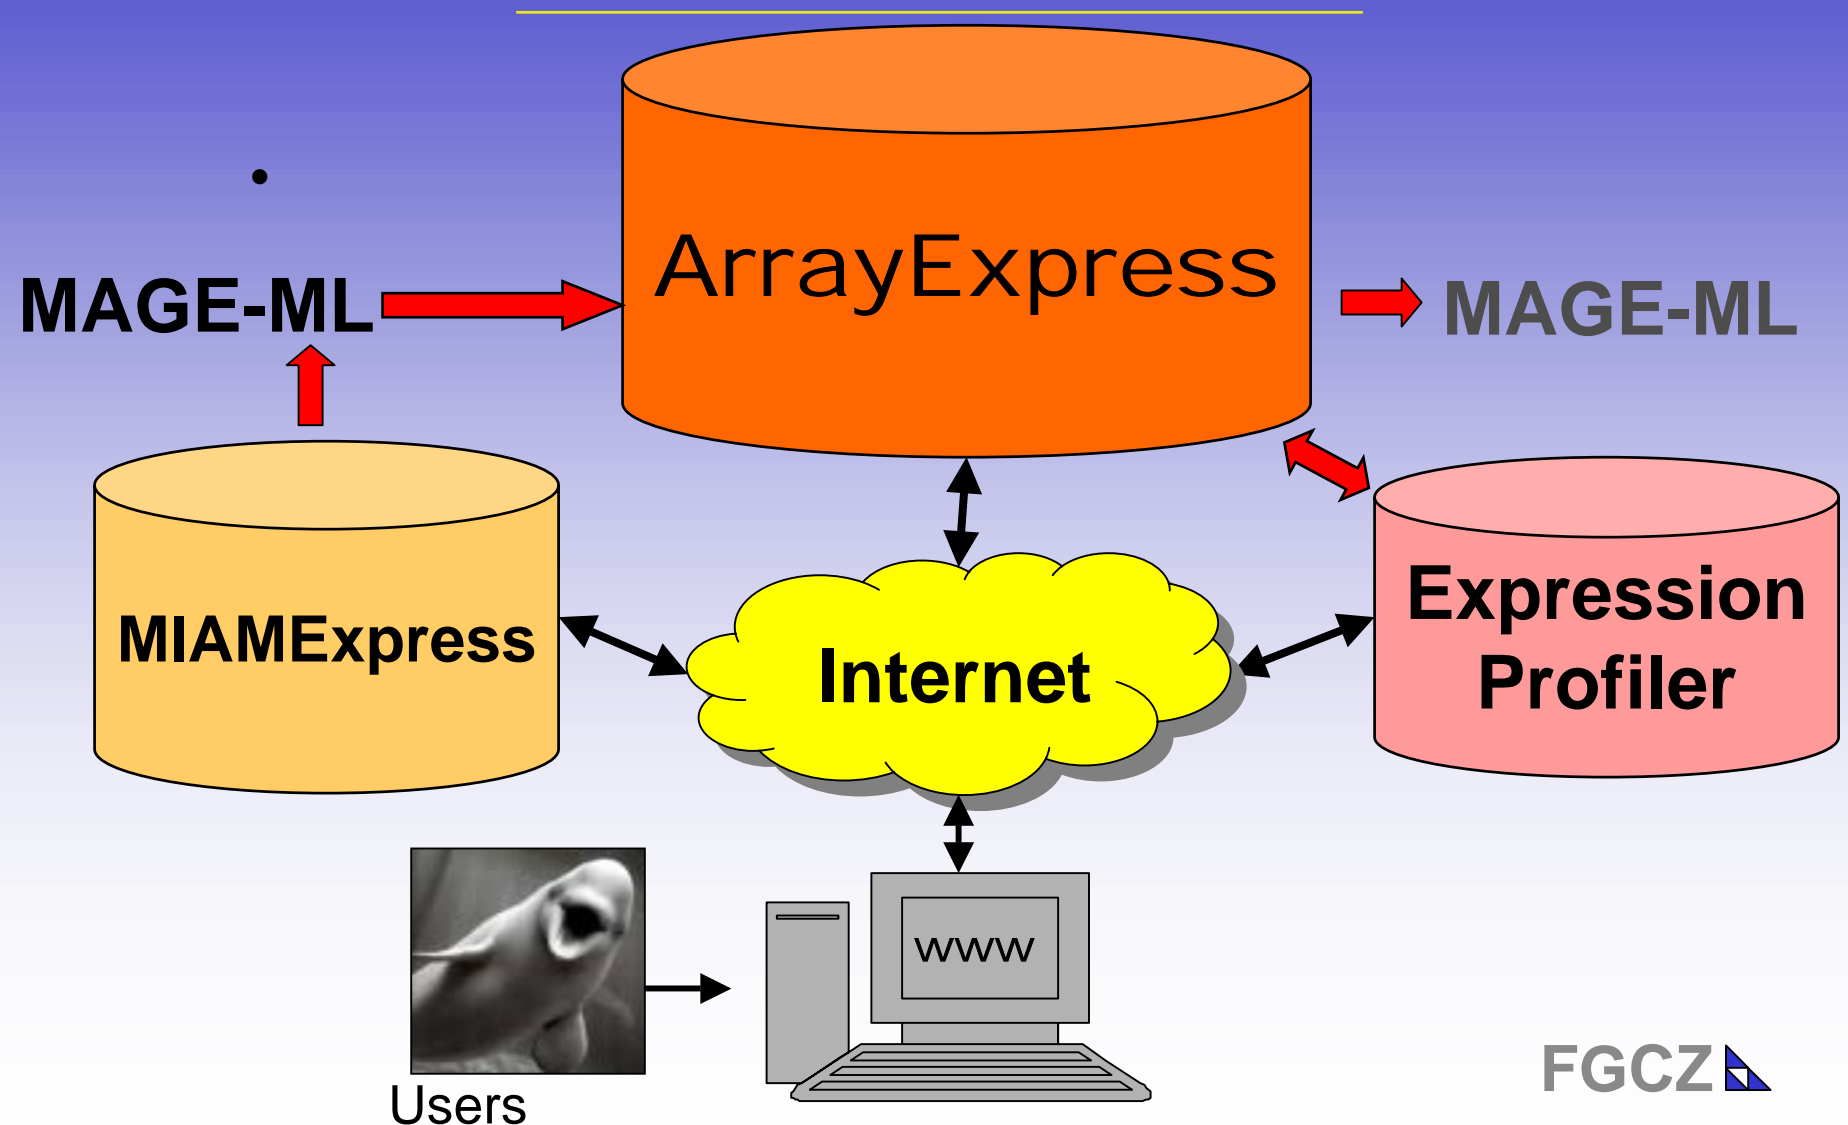 •
ArrayExpress
MAGE-ML
MAGE-ML
MIAMExpress
Internet
Expression
Profiler
www
Users
FGCZ